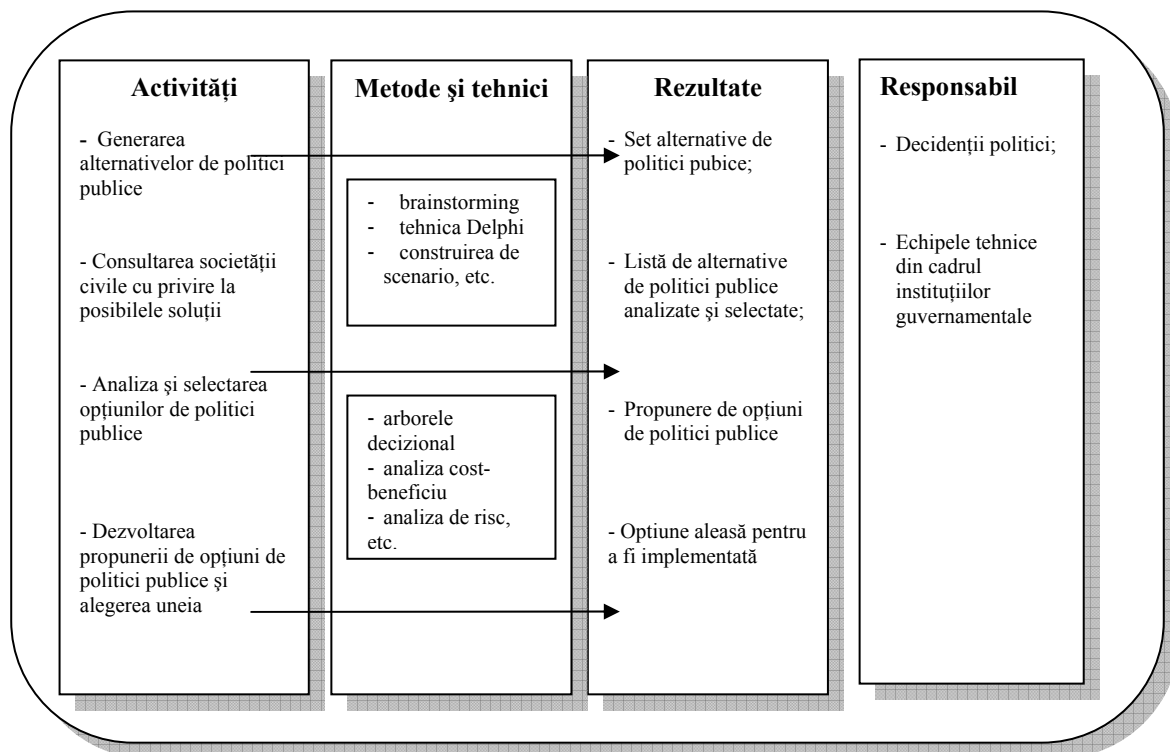 Activități
- Generarea
alternativelor de politici
publice
- Consultarea societății
civile cu privire la
posibilele soluții
- Analiza şi selectarea
opțiunilor de politici
publice
- Dezvoltarea
propunerii de opțiuni de
politici publice şi
alegerea uneia
Metode şi tehnici
- brainstorming
- tehnica Delphi
- construirea de
scenario, etc.
- arborele
decizional
- analiza cost-
beneficiu
- analiza de risc,
etc.
Rezultate
- Set alternative de
politici pubice;
- Listă de alternative
de politici publice
analizate şi selectate;
- Propunere de opțiuni
de politici publice
- Optiune aleasă pentru
a fi implementată
Responsabil
- Decidenții politici;
- Echipele tehnice
din cadrul
instituțiilor
guvernamentale